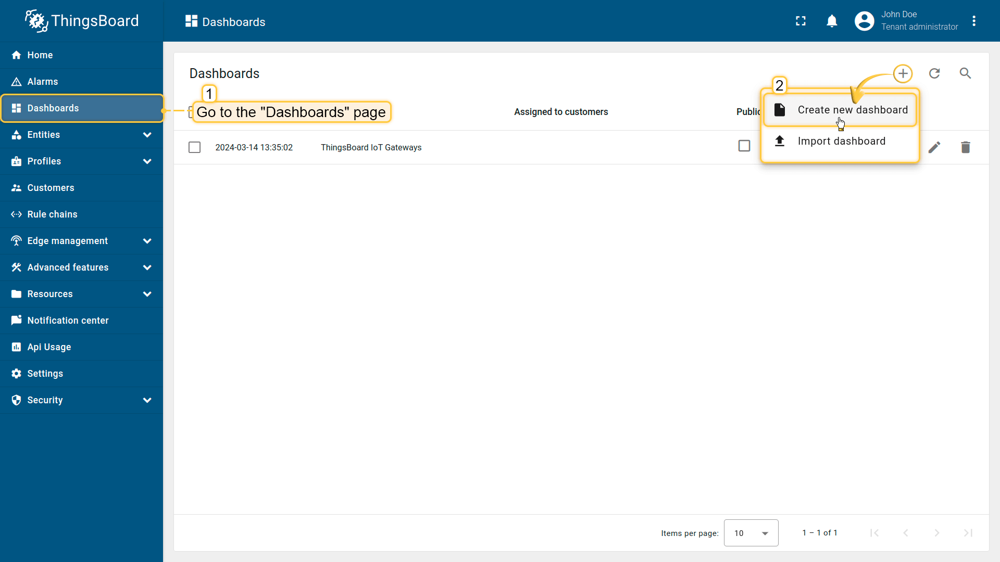 ThingsBoard
Dashboards
John Doe
Tenant administrator
Home
Alarms
Dashboards
Entities
Profiles
Customers
Rule chains
Edge management
Advanced features
Resources
Notification center
Api Usage
Settings
Security
Dashboards
1
Go to the "Dashboards" page
Assigned to customers
Public
2
Create new dashboard
Import dashboard
2024-03-14 13:35:02
ThingsBoard IoT Gateways
Items per page:
10
1 – 1 of 1